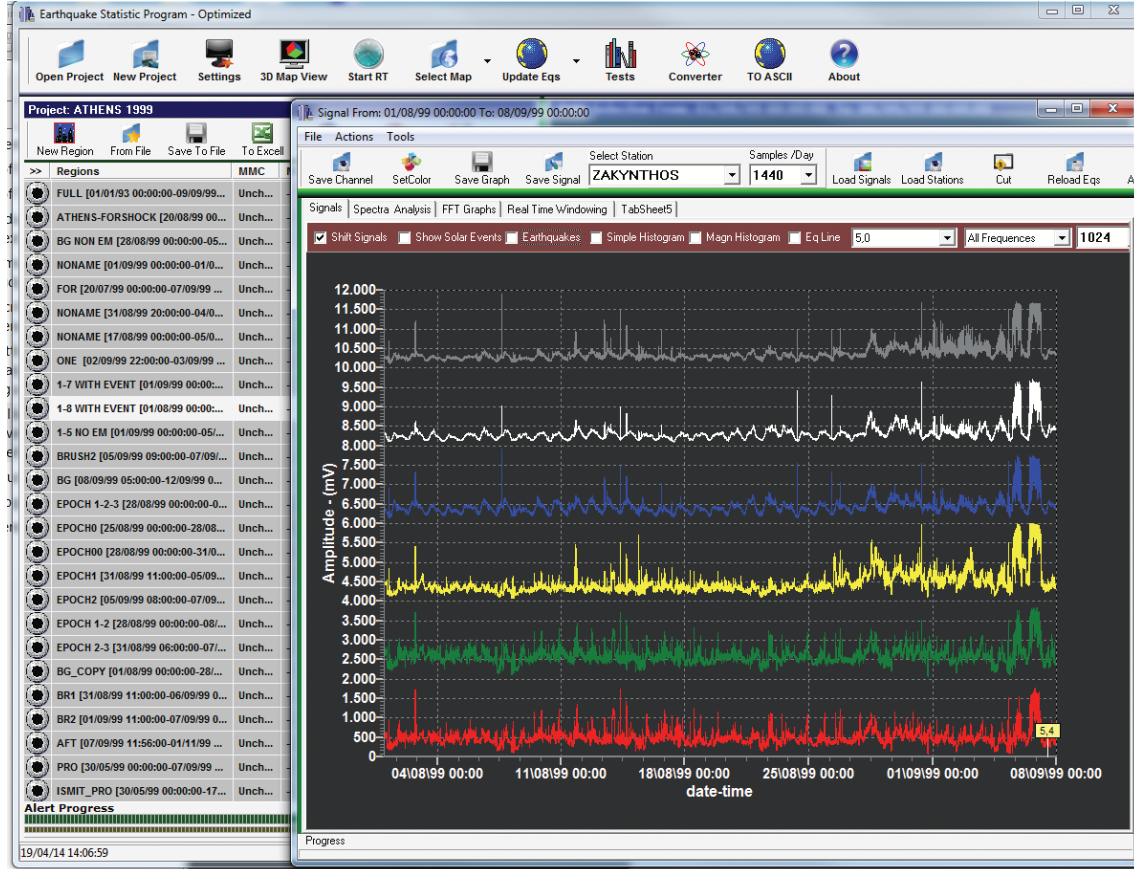 Earthquake Statistic Program - Optimized
Open Project New Project Settings 3D Map View Start RT Select Map Update Eqs Tests Converter TO ASCII About
Project: ATHENS 1999
New Region From File Save To File To Excell
>> Regions MMC
FULL [01/01/93 00:00:00-09/09/99... Unch...
ATHENS-FORSHOCK [20/08/99 00... Unch...
BG NON EM [28/08/99 00:00:00-05... Unch...
NONAME [01/09/99 00:00:00-01/0... Unch...
FOR [20/07/99 00:00:00-07/09/99 ... Unch...
NONAME [31/08/99 20:00:00-04/0... Unch...
NONAME [17/08/99 00:00:00-05/0... Unch...
ONE [02/09/99 22:00:00-03/09/99 ... Unch...
1-7 WITH EVENT [01/09/99 00:00:... Unch...
1-8 WITH EVENT [01/08/99 00:00:... Unch...
1-5 NO EM [01/09/99 00:00:00-05/... Unch...
BRUSH2 [05/09/99 09:00:00-07/09/... Unch...
BG [08/09/99 05:00:00-12/09/99 0... Unch...
EPOCH 1-2-3 [28/08/99 00:00:00-0... Unch...
EPOCH0 [25/08/99 00:00:00-28/08... Unch...
EPOCH00 [28/08/99 00:00:00-31/0... Unch...
EPOCH1 [31/08/99 11:00:00-05/09... Unch...
EPOCH2 [05/09/99 08:00:00-07/09... Unch...
EPOCH 1-2 [28/08/99 00:00:00-08/... Unch...
EPOCH 2-3 [31/08/99 06:00:00-07/... Unch...
BG_COPY [01/08/99 00:00:00-28/... Unch...
BR1 [31/08/99 11:00:00-06/09/99 0... Unch...
BR2 [01/09/99 11:00:00-07/09/99 0... Unch...
AFT [07/09/99 11:56:00-01/11/99 ... Unch...
PRO [30/05/99 00:00:00-07/09/99 ... Unch...
ISMIT_PRO [30/05/99 00:00:00-17... Unch...
Alert Progress
19/04/14 14:06:59
Signal From: 01/08/99 00:00:00 To: 08/09/99 00:00:00
File Actions Tools
Select Station Samples /Day
Save Channel SetColor Save Graph Save Signal ZAKYNTHOS 1440 Load Signals Load Stations Cut Reload Eqs
Signals Spectra Analysis FFT Graphs Real Time Windowing TabSheet5
Shift Signals Show Solar Events Earthquakes Simple Histogram Magn Histogram Eq Line 5,0 All Frequences 1024
12.000
11.500
11.000
10.500
10.000
9.500
9.000
8.500
8.000
7.500
7.000
6.500
6.000
5.500
5.000
4.500
4.000
3.500
3.000
2.500
2.000
1.500
1.000
500
0
Amplitude - (mV)
5,4
04\08\99 00:00 11\08\99 00:00 18\08\99 00:00 25\08\99 00:00 01\09\99 00:00 08\09\99 00:00
date-time
Progress